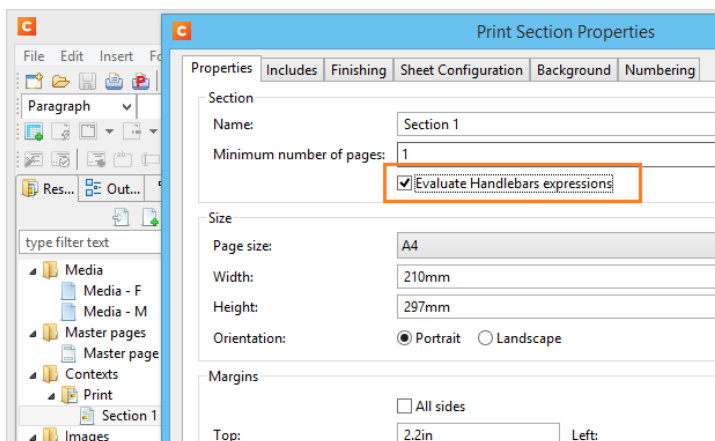 C
C Print Section Properties
File Edit Insert
Properties Includes Finishing Sheet Configuration Background Numbering
Paragraph
Section
Name: Section 1
Minimum number of pages: 1
Evaluate Handlebars expressions
Res... Out...
Size
type filter text
Page size: A4
Media
Width: 210mm
Media - F
Media - M
Height: 297mm
Master pages
Orientation: Portrait Landscape
Master page
Contexts
Margins
Print
All sides
Section 1
Images
Top: 2.2in Left: